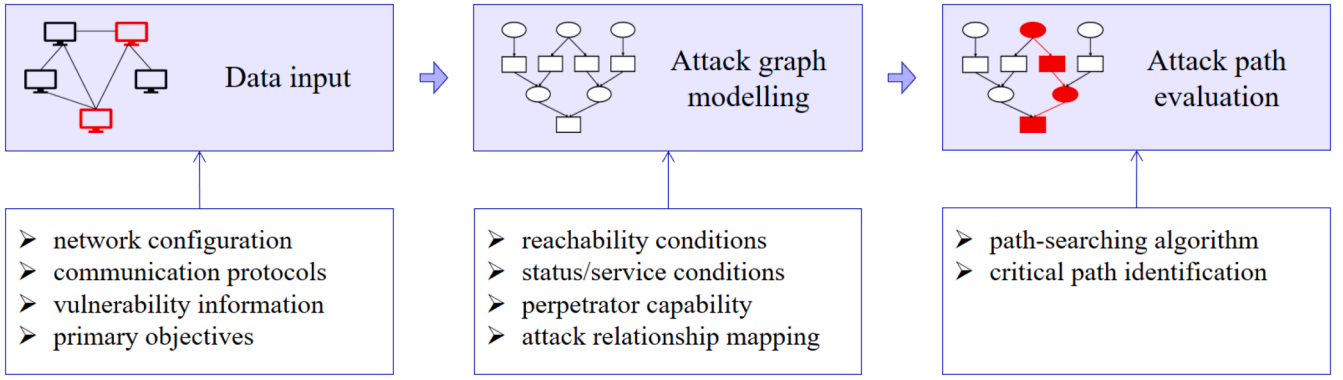 Data input
Attack graph
modelling
Attack path
evaluation
➢ network configuration
➢ communication protocols
➢ vulnerability information
➢ primary objectives
➢ reachability conditions
➢ status/service conditions
➢ perpetrator capability
➢ attack relationship mapping
➢ path-searching algorithm
➢ critical path identification